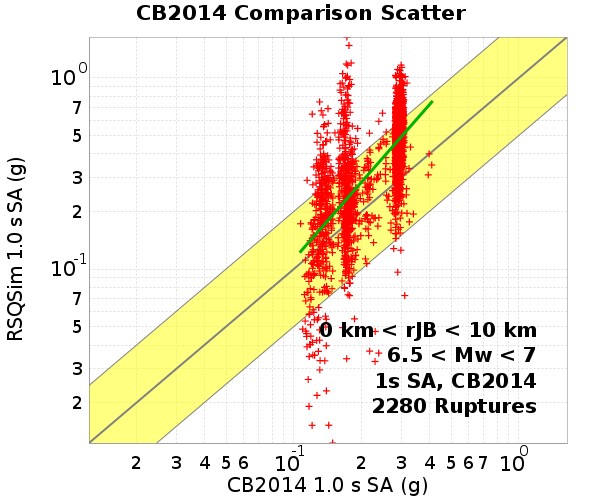 CB2014 Comparison Scatter
RSQSim 1.0 s SA (g)
10^0
7
5
3
2
10^-1
7
5
3
2
0 km < rJB < 10 km
6.5 < Mw < 7
1s SA, CB2014
2280 Ruptures
2 3 4 5 6 10^-1 2 3 4 5 6 7 10^0
CB2014 1.0 s SA (g)